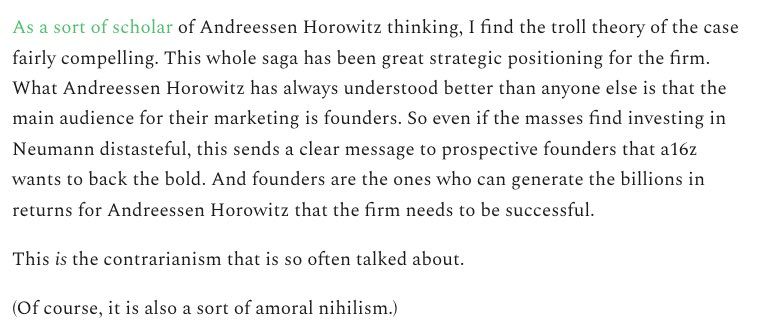 As a sort of scholar of Andreessen Horowitz thinking, I find the troll theory of the case
fairly compelling. This whole saga has been great strategic positioning for the firm.
What Andreessen Horowitz has always understood better than anyone else is that the
main audience for their marketing is founders. So even if the masses find investing in
Neumann distasteful, this sends a clear message to prospective founders that a16z
wants to back the bold. And founders are the ones who can generate the billions in
returns for Andreessen Horowitz that the firm needs to be successful.
This is the contrarianism that is so often talked about.
(Of course, it is also a sort of amoral nihilism.)